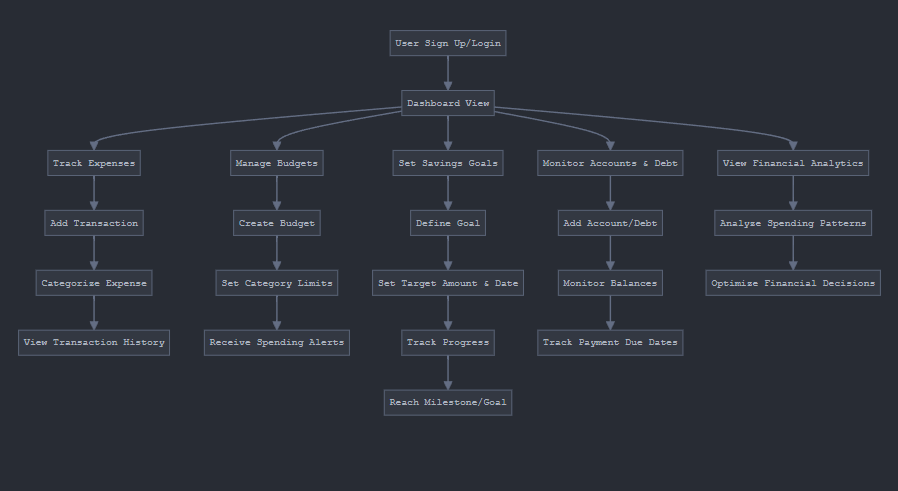 User Sign Up/Login
Dashboard View
Track Expenses
Manage Budgets
Set Savings Goals
Monitor Accounts & Debt
View Financial Analytics
Add Transaction
Create Budget
Define Goal
Add Account/Debt
Analyze Spending Patterns
Categorize Expense
Set Category Limits
Set Target Amount & Date
Monitor Balances
Optimize Financial Decisions
View Transaction History
Receive Spending Alerts
Track Progress
Track Payment Due Dates
Reach Milestone/Goal